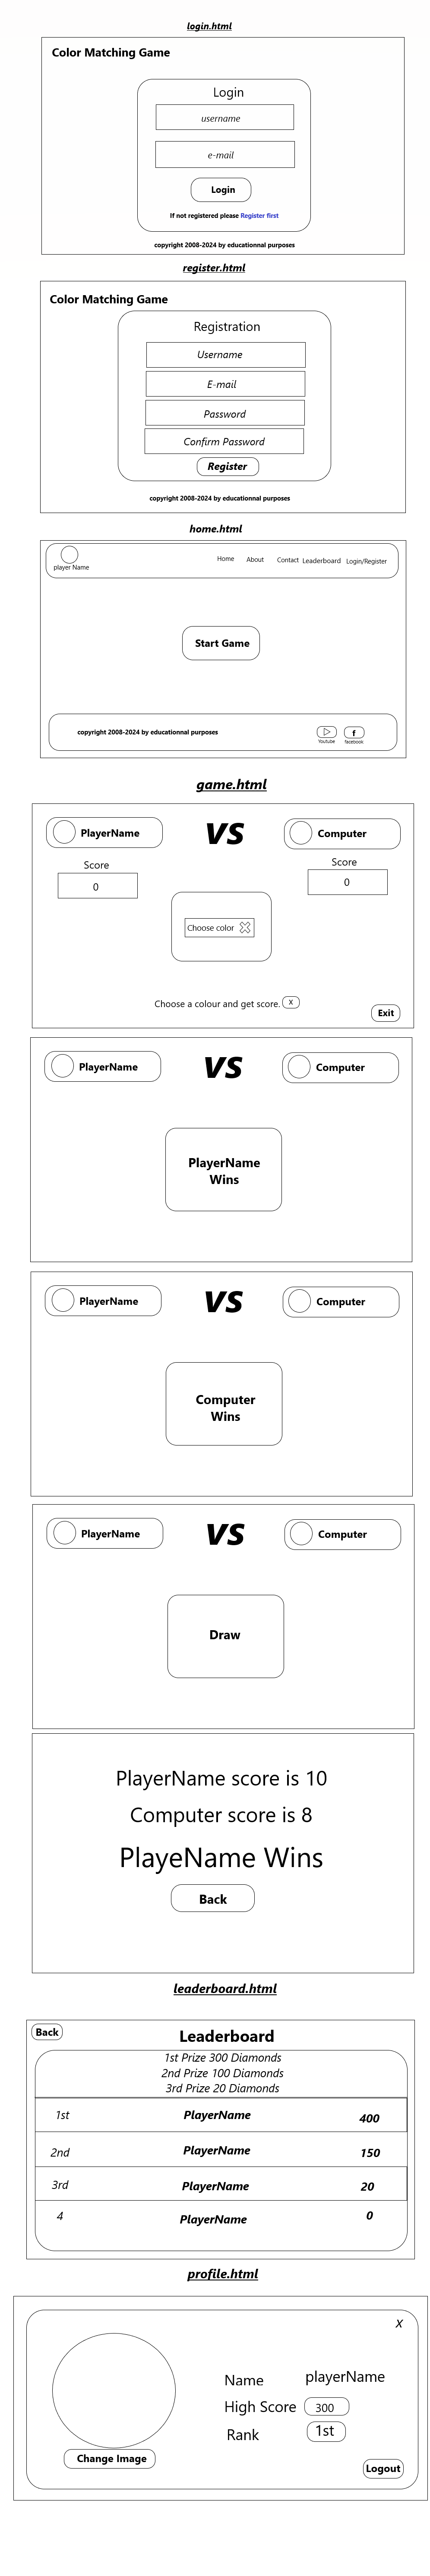 login.html
Color Matching Game
Login
username
e-mail
Login
If not registered please Register first
copyright 2008-2024 by educationnal purposes
register.html
Color Matching Game
Registration
Username
E-mail
Password
Confirm Password
Register
copyright 2008-2024 by educationnal purposes
home.html
player Name
Home About Contact Leaderboard Login/Register
Start Game
copyright 2008-2024 by educationnal purposes
Youtube
facebook
game.html
PlayerName VS Computer
Score Score
0 0
Choose color
Choose a colour and get score. X
Exit
PlayerName VS Computer
PlayerName
Wins
PlayerName VS Computer
Computer
Wins
PlayerName VS Computer
Draw
PlayerName score is 10
Computer score is 8
PlayeName Wins
Back
leaderboard.html
Back
Leaderboard
1st Prize 300 Diamonds
2nd Prize 100 Diamonds
3rd Prize 20 Diamonds
1st PlayerName 400
2nd PlayerName 150
3rd PlayerName 20
4 PlayerName 0
profile.html
X
Name playerName
High Score 300
Rank 1st
Change Image
Logout